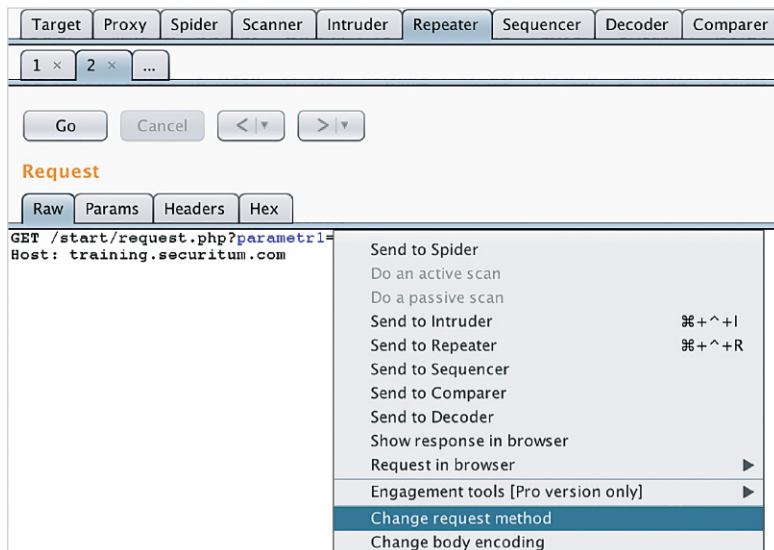 Target Proxy Spider Scanner Intruder Repeater Sequencer Decoder Comparer
1 × 2 × ...
Go Cancel < ▼ > ▼
Request
Raw Params Headers Hex
GET /start/request.php?parametr1=
Host: training.securitum.com
Send to Spider
Do an active scan
Do a passive scan
Send to Intruder ⌘+^+I
Send to Repeater ⌘+^+R
Send to Sequencer
Send to Comparer
Send to Decoder
Show response in browser
Request in browser ▶
Engagement tools [Pro version only] ▶
Change request method
Change body encoding